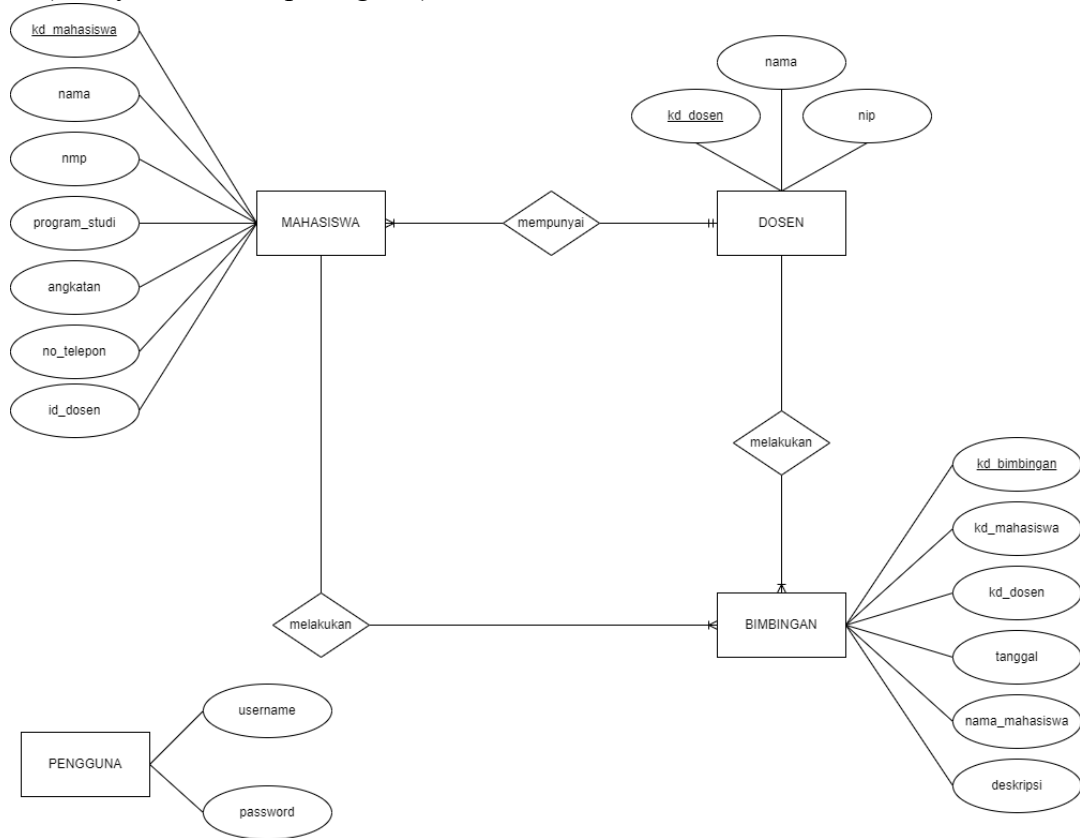 kd_mahasiswa
nama
nmp
program_studi
angkatan
no_telepon
id_dosen
MAHASISWA
mempunyai
nama
kd_dosen
nip
DOSEN
melakukan
melakukan
BIMBINGAN
kd_bimbingan
kd_mahasiswa
kd_dosen
tanggal
nama_mahasiswa
deskripsi
PENGGUNA
username
password